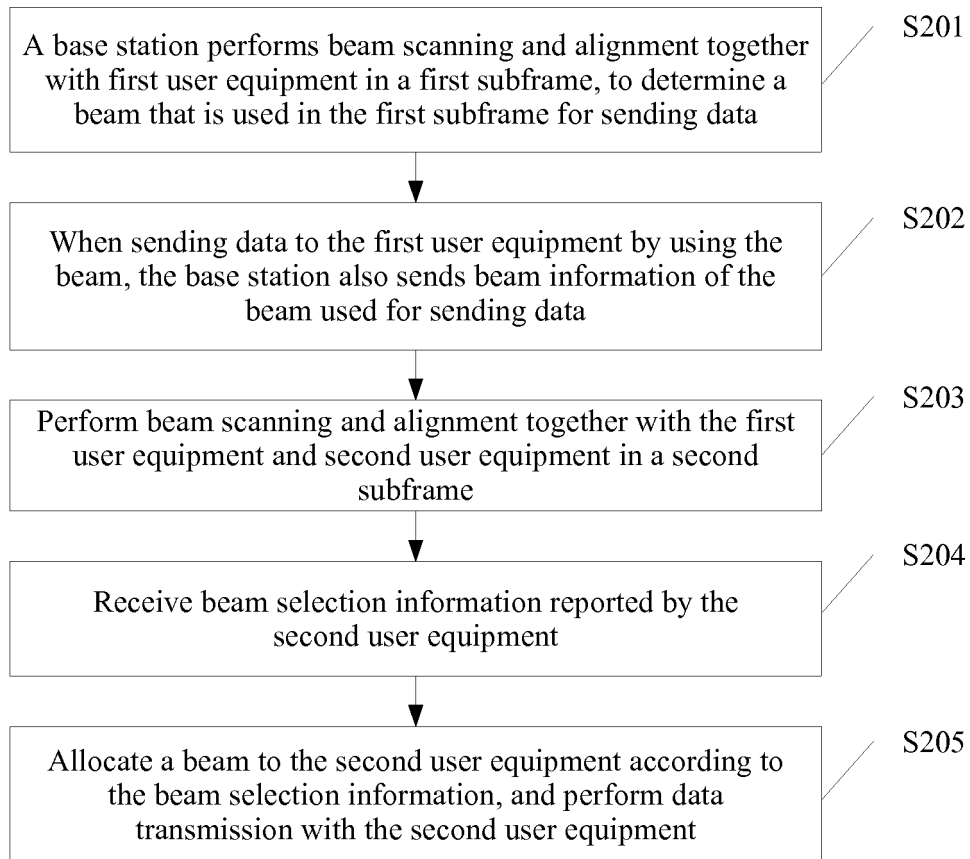 A base station performs beam scanning and alignment together
with first user equipment in a first subframe, to determine a
beam that is used in the first subframe for sending data
S201
When sending data to the first user equipment by using the
beam, the base station also sends beam information of the
beam used for sending data
S202
Perform beam scanning and alignment together with the first
user equipment and second user equipment in a second
subframe
S203
Receive beam selection information reported by the
second user equipment
S204
Allocate a beam to the second user equipment according to
the beam selection information, and perform data
transmission with the second user equipment
S205